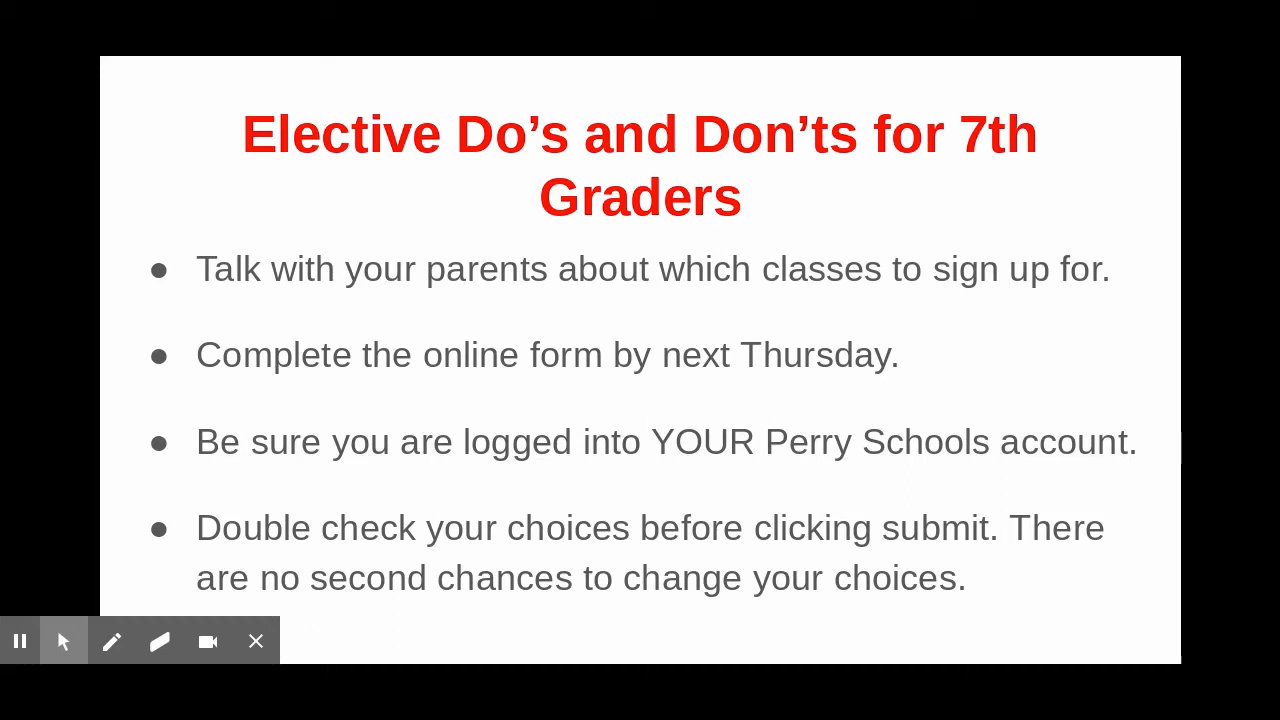 Elective Do’s and Don’ts for 7th
Graders
● Talk with your parents about which classes to sign up for.
● Complete the online form by next Thursday.
● Be sure you are logged into YOUR Perry Schools account.
● Double check your choices before clicking submit. There
are no second chances to change your choices.